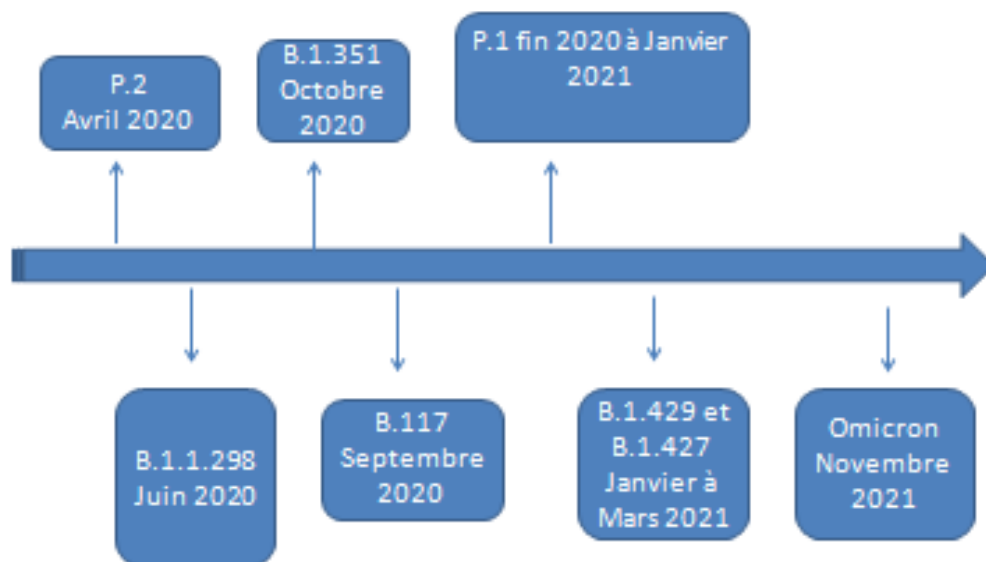 P.2
Avril 2020
B.1.351
Octobre
2020
P.1 fin 2020 à Janvier
2021
B.1.1.298
Juin 2020
B.117
Septembre
2020
B.1.429 et
B.1.427
Janvier à
Mars 2021
Omicron
Novembre
2021